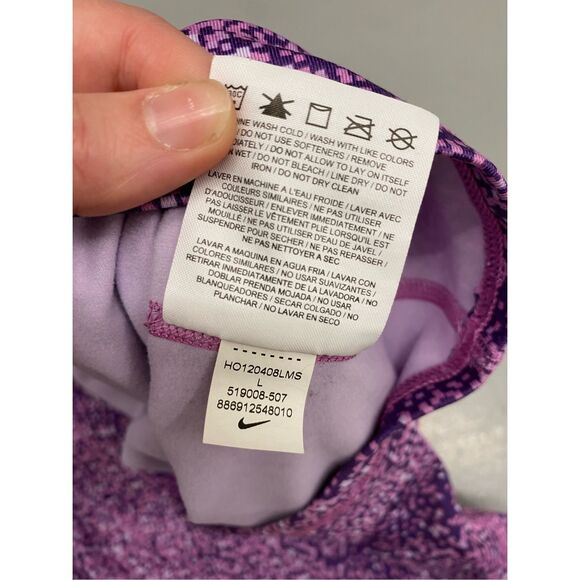 30C
INE WASH COLD / WASH WITH LIKE COLORS
/ DO NOT USE SOFTENERS / REMOVE
EDIATELY / DO NOT ALLOW TO LAY ON ITSELF
N WET / DO NOT BLEACH / LINE DRY / DO NOT
IRON / DO NOT DRY CLEAN
LAVER EN MACHINE A L'EAU FROIDE / LAVER AVEC
COULEURS SIMILAIRES / NE PAS UTILISER
D'ADOUCISSEUR / ENLEVER IMMEDIATEMENT / NE
PAS LAISSER LE VÊTEMENT PLIÉ LORSQU'IL EST
MOUILLE / NE PAS UTILISER D'EAU DE JAVEL /
SUSPENDRE POUR SECHER / NE PAS REPASSER /
NE PAS NETTOYER A SEC
LAVAR A MAQUINA EN AGUA FRIA / LAVAR CON
COLORES SIMILARES / NO USAR SUAVIZANTES /
RETIRAR INMEDIATAMENTE DE LA LAVADORA / NO
DOBLAR PRENDA MOJADA / NO USAR
BLANQUEADORES / SECAR COLGADO / NO
PLANCHAR / NO LAVAR EN SECO
HO120408LMS
L
519008-507
886912548010